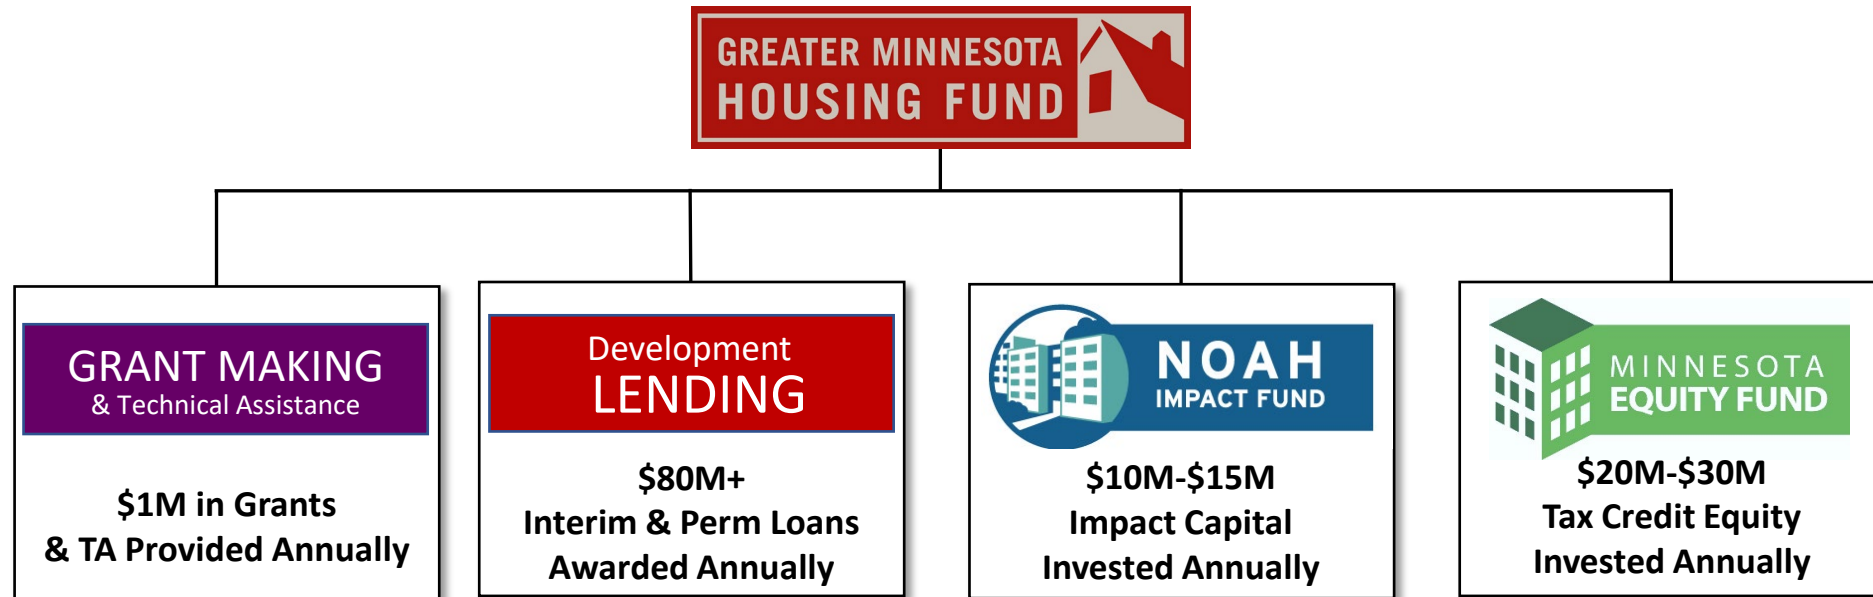 GREATER MINNESOTA
HOUSING FUND
GRANT MAKING
& Technical Assistance
$1M in Grants
& TA Provided Annually
Development
LENDING
$80M+
Interim & Perm Loans
Awarded Annually
NOAH
IMPACT FUND
$10M-$15M
Impact Capital
Invested Annually
MINNESOTA
EQUITY FUND
$20M-$30M
Tax Credit Equity
Invested Annually